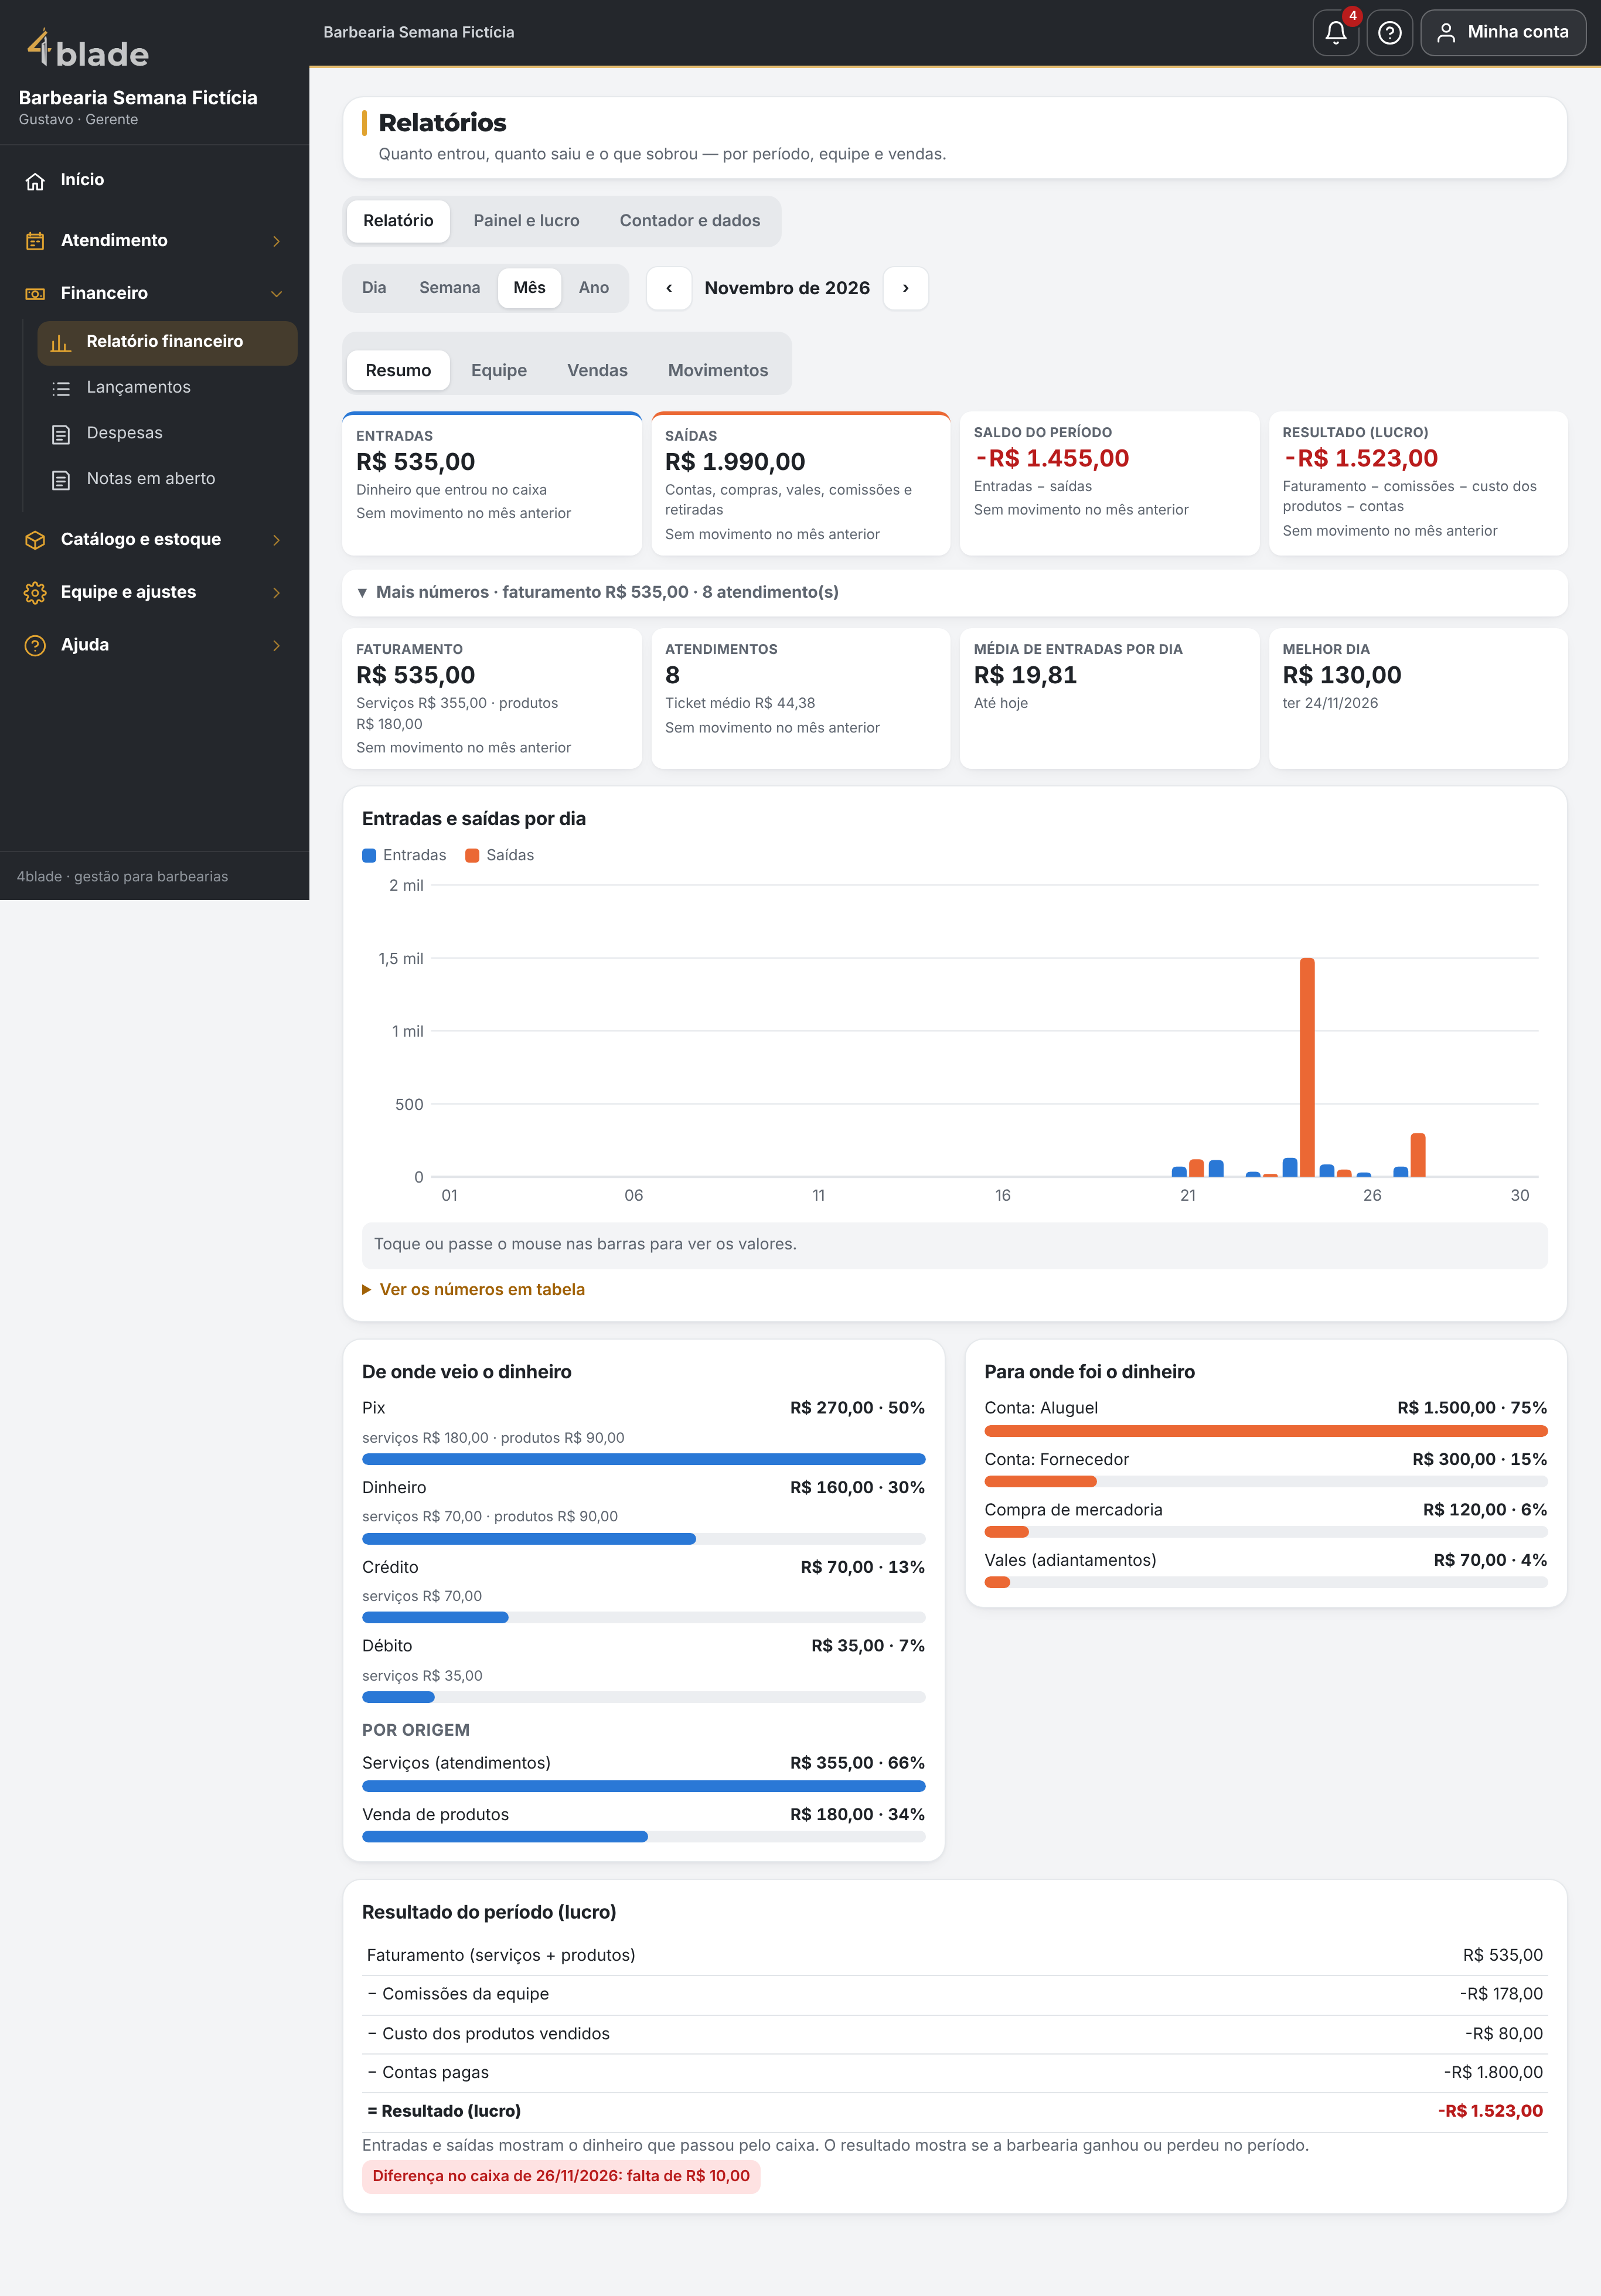 4blade
Barbearia Semana Fictícia
Gustavo · Gerente
Início
Atendimento
Financeiro
Relatório financeiro
Lançamentos
Despesas
Notas em aberto
Catálogo e estoque
Equipe e ajustes
Ajuda
4blade · gestão para barbearias
Barbearia Semana Fictícia
4
Minha conta
Relatórios
Quanto entrou, quanto saiu e o que sobrou — por período, equipe e vendas.
Relatório Painel e lucro Contador e dados
Dia Semana Mês Ano ‹ Novembro de 2026 ›
Resumo Equipe Vendas Movimentos
ENTRADAS
R$ 535,00
Dinheiro que entrou no caixa
Sem movimento no mês anterior
SAÍDAS
R$ 1.990,00
Contas, compras, vales, comissões e
retiradas
Sem movimento no mês anterior
SALDO DO PERÍODO
-R$ 1.455,00
Entradas − saídas
Sem movimento no mês anterior
RESULTADO (LUCRO)
-R$ 1.523,00
Faturamento − comissões − custo dos
produtos − contas
Sem movimento no mês anterior
▼ Mais números · faturamento R$ 535,00 · 8 atendimento(s)
FATURAMENTO
R$ 535,00
Serviços R$ 355,00 · produtos
R$ 180,00
Sem movimento no mês anterior
ATENDIMENTOS
8
Ticket médio R$ 44,38
Sem movimento no mês anterior
MÉDIA DE ENTRADAS POR DIA
R$ 19,81
Até hoje
MELHOR DIA
R$ 130,00
ter 24/11/2026
Entradas e saídas por dia
Entradas Saídas
2 mil
1,5 mil
1 mil
500
0
01 06 11 16 21 26 30
Toque ou passe o mouse nas barras para ver os valores.
▶ Ver os números em tabela
De onde veio o dinheiro
Pix R$ 270,00 · 50%
serviços R$ 180,00 · produtos R$ 90,00
Dinheiro R$ 160,00 · 30%
serviços R$ 70,00 · produtos R$ 90,00
Crédito R$ 70,00 · 13%
serviços R$ 70,00
Débito R$ 35,00 · 7%
serviços R$ 35,00
POR ORIGEM
Serviços (atendimentos) R$ 355,00 · 66%
Venda de produtos R$ 180,00 · 34%
Para onde foi o dinheiro
Conta: Aluguel R$ 1.500,00 · 75%
Conta: Fornecedor R$ 300,00 · 15%
Compra de mercadoria R$ 120,00 · 6%
Vales (adiantamentos) R$ 70,00 · 4%
Resultado do período (lucro)
Faturamento (serviços + produtos) R$ 535,00
− Comissões da equipe -R$ 178,00
− Custo dos produtos vendidos -R$ 80,00
− Contas pagas -R$ 1.800,00
= Resultado (lucro) -R$ 1.523,00
Entradas e saídas mostram o dinheiro que passou pelo caixa. O resultado mostra se a barbearia ganhou ou perdeu no período.
Diferença no caixa de 26/11/2026: falta de R$ 10,00